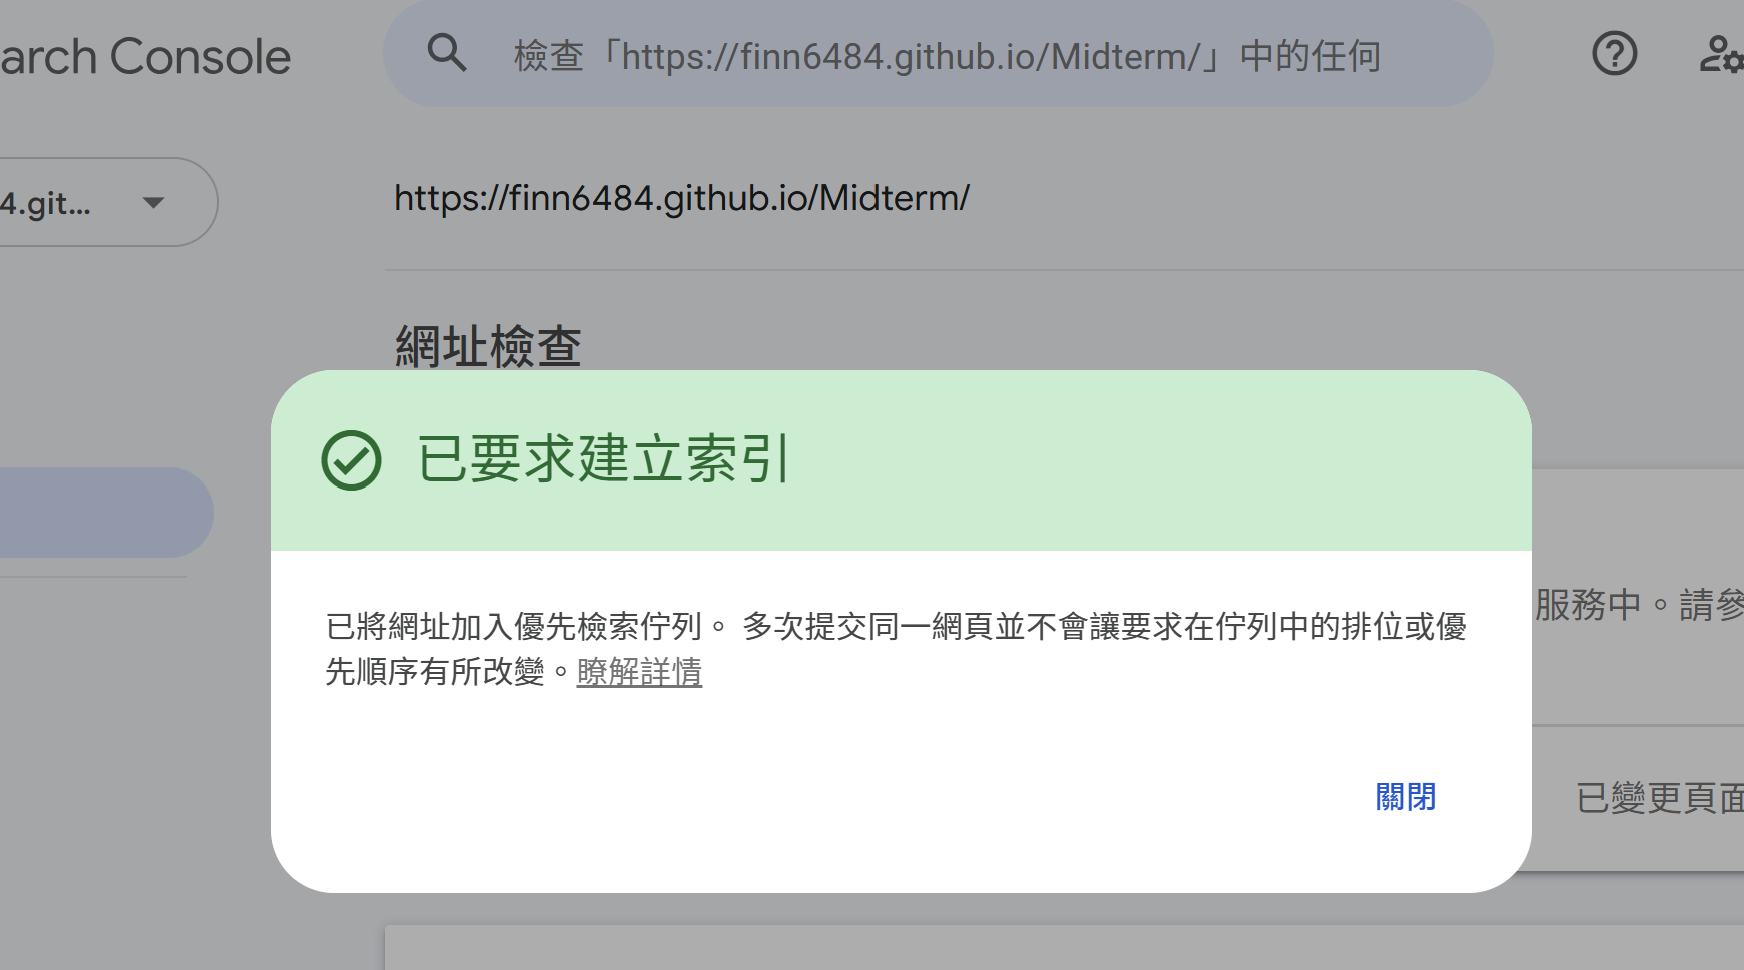 arch Console
檢查「https://finn6484.github.io/Midterm/」中的任何
4.git...
https://finn6484.github.io/Midterm/
網址檢查
已要求建立索引
服務中。請參
已將網址加入優先檢索佇列。 多次提交同一網頁並不會讓要求在佇列中的排位或優
先順序有所改變。瞭解詳情
關閉
已變更頁面